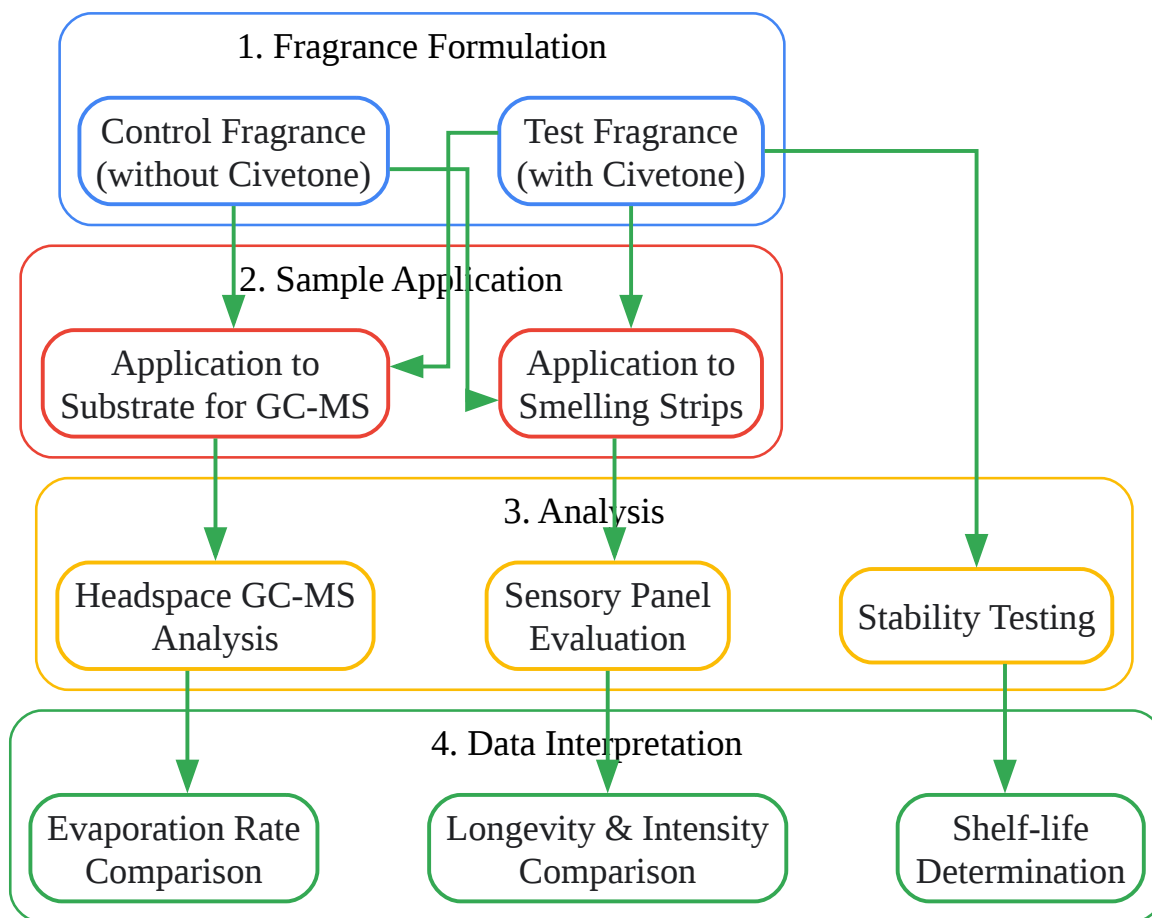 1. Fragrance Formulation
Control Fragrance
(without Civetone)
Test Fragrance
(with Civetone)
2. Sample Application
Application to
Substrate for GC-MS
Application to
Smelling Strips
3. Analysis
Headspace GC-MS
Analysis
Sensory Panel
Evaluation
Stability Testing
4. Data Interpretation
Evaporation Rate
Comparison
Longevity & Intensity
Comparison
Shelf-life
Determination